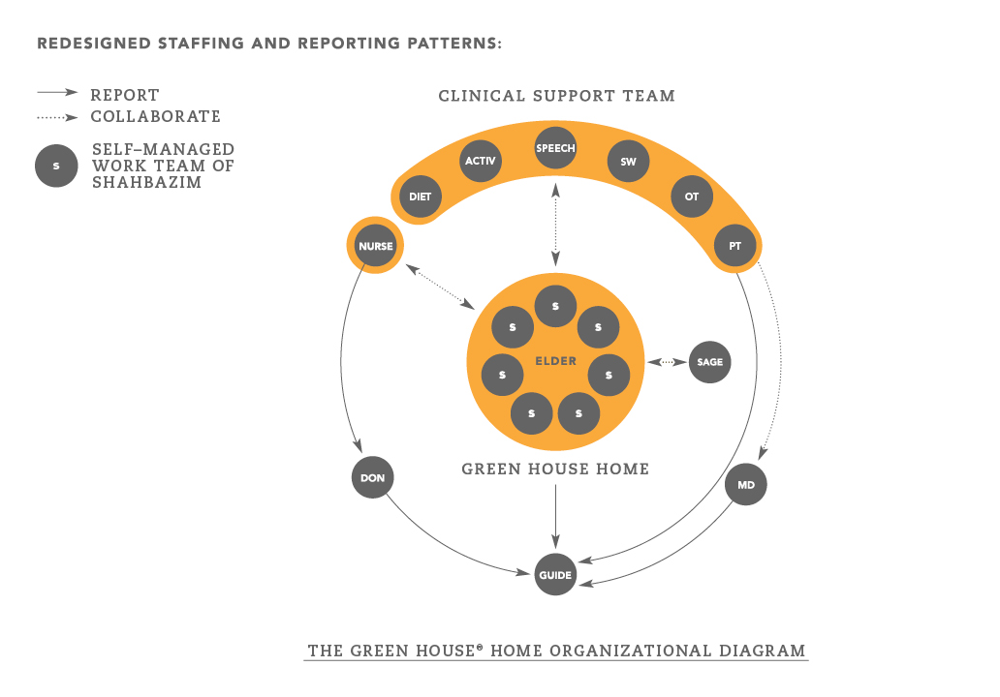 REDESIGNED STAFFING AND REPORTING PATTERNS:
REPORT
COLLABORATE
S
SELF–MANAGED
WORK TEAM OF
SHAHBAZIM
CLINICAL SUPPORT TEAM
SPEECH
ACTIV
SW
DIET
OT
NURSE
PT
S
S
S
ELDER
SAGE
S
S
S
S
GREEN HOUSE HOME
DON
MD
GUIDE
THE GREEN HOUSE® HOME ORGANIZATIONAL DIAGRAM